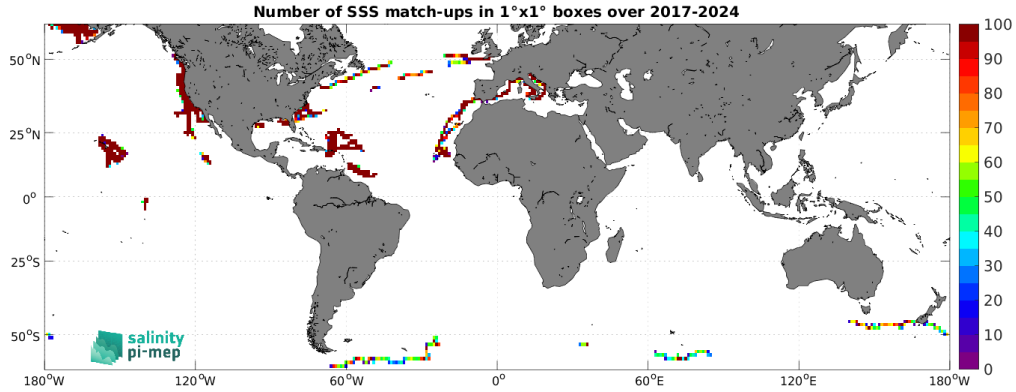 Number of SSS match-ups in 1°x1° boxes over 2017-2024
50°N
25°N
0°
25°S
50°S
180°W
120°W
60°W
0°
60°E
120°E
180°W
100
90
80
70
60
50
40
30
20
10
0
salinity
pi-mep